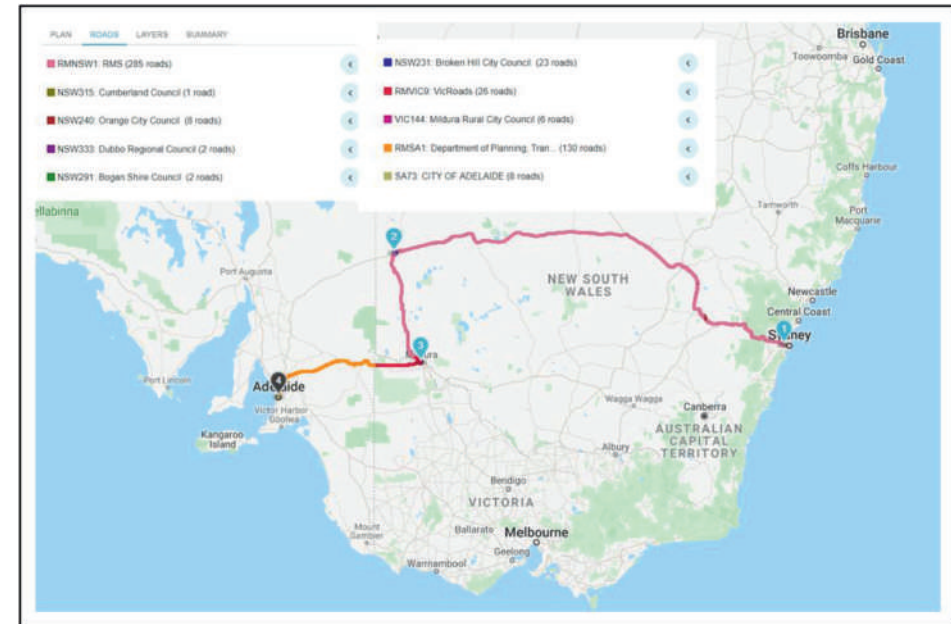 PLAN ROADS LAYERS SUMMARY
RMNSW1: RMS (285 roads)
NSW315: Cumberland Council (1 road)
NSW240: Orange City Council (8 roads)
NSW333: Dubbo Regional Council (2 roads)
NSW291: Bogan Shire Council (2 roads)
NSW231: Broken Hill City Council (23 roads)
RMVIC9: VicRoads (26 roads)
VIC144: Mildura Rural City Council (6 roads)
RMSA1: Department of Planning, Tran... (130 roads)
SA73: CITY OF ADELAIDE (8 roads)
Brisbane
Toowoomba
Gold Coast
Coffs Harbour
Tamworth
Port
Macquarie
ellabinna
2
Port Augusta
NEW SOUTH
WALES
Newcastle
Central Coast
1
Sydney
3
4
Adelaide
Port Lincoln
Victor Harbor
Goolwa
Kangaroo
Island
Wagga Wagga
Canberra
AUSTRALIAN
CAPITAL
TERRITORY
Albury
Bendigo
VICTORIA
Mount
Gambier
Ballarat
Melbourne
Geelong
Warrnambool